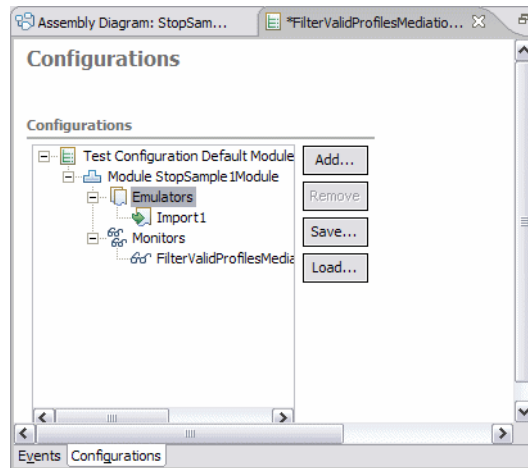 Assembly Diagram: StopSam... *FilterValidProfilesMediatio...
Configurations
Configurations
Test Configuration Default Module
Module StopSample1Module
Emulators
Import1
Monitors
FilterValidProfilesMedia
Add...
Remove
Save...
Load...
Events Configurations